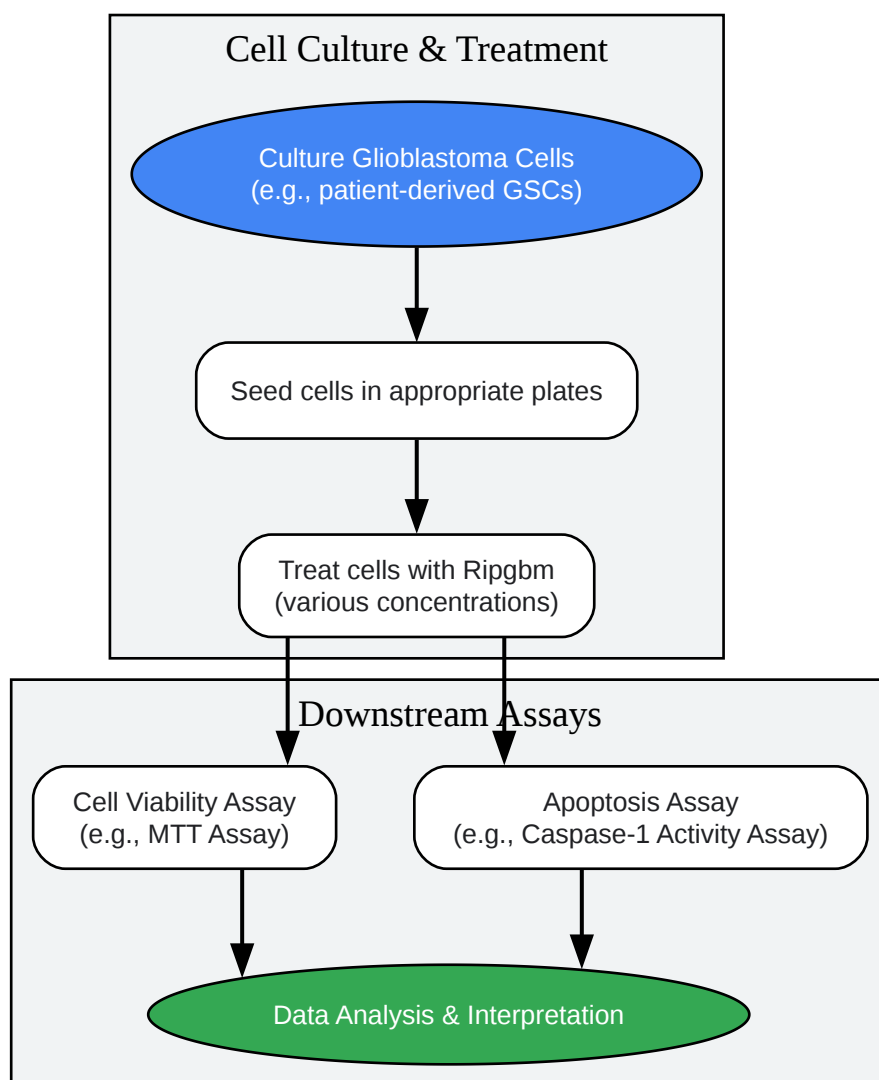 Cell Culture & Treatment
Culture Glioblastoma Cells
(e.g., patient-derived GSCs)
Seed cells in appropriate plates
Treat cells with Ripgbm
(various concentrations)
Downstream Assays
Cell Viability Assay
(e.g., MTT Assay)
Apoptosis Assay
(e.g., Caspase-1 Activity Assay)
Data Analysis & Interpretation